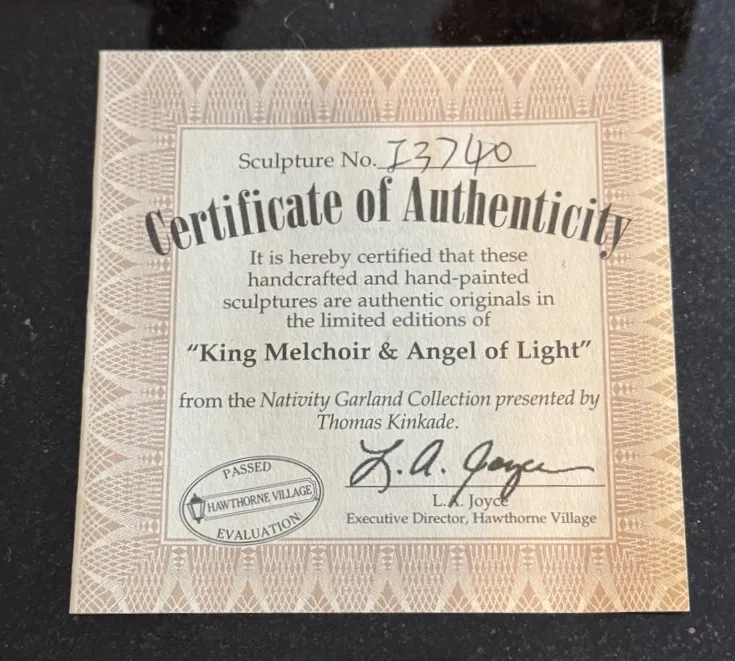 Sculpture No. I3740
Certificate of Authenticity
It is hereby certified that these
handcrafted and hand-painted
sculptures are authentic originals in
the limited editions of
“King Melchoir & Angel of Light”
from the Nativity Garland Collection presented by
Thomas Kinkade.
L. A. Joyce
L.A. Joyce
Executive Director, Hawthorne Village
PASSED
HAWTHORNE VILLAGE
EVALUATION